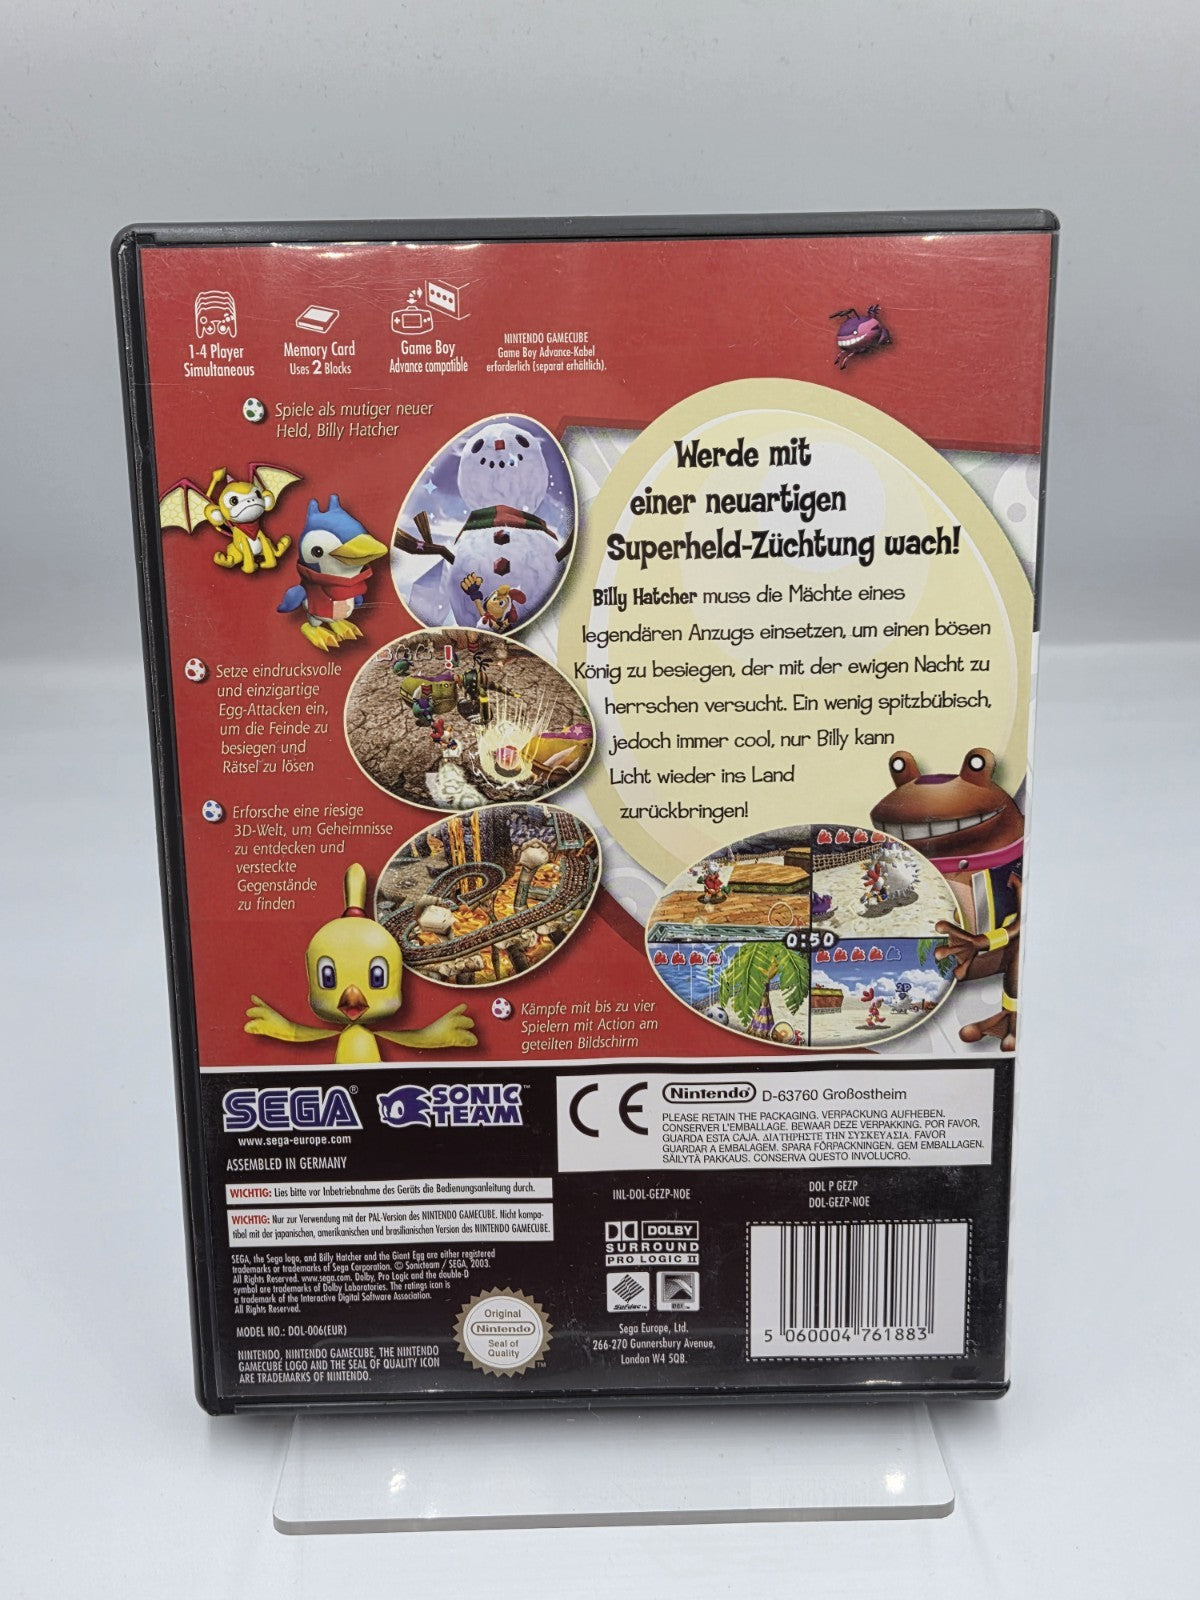 1-4 Player
Simultaneous
Memory Card
Uses 2 Blocks
Game Boy
Advance compatible
NINTENDO GAMECUBE
Game Boy Advance-Kabel
erforderlich (separat erhältlich).
Spiele als mutiger neuer
Held, Billy Hatcher
Werde mit
einer neuartigen
Superheld-Züchtung wach!
Billy Hatcher muss die Mächte eines
legendären Anzugs einsetzen, um einen bösen
König zu besiegen, der mit der ewigen Nacht zu
herrschen versucht. Ein wenig spitzbübisch,
jedoch immer cool, nur Billy kann
Licht wieder ins Land
zurückbringen!
Setze eindrucksvolle
und einzigartige
Egg-Attacken ein,
um die Feinde zu
besiegen und
Rätsel zu lösen
Erforsche eine riesige
3D-Welt, um Geheimnisse
zu entdecken und
versteckte
Gegenstände
zu finden
0:50
2P
Kämpfe mit bis zu vier
Spielern mit Action am
geteilten Bildschirm
SEGA®
www.sega-europe.com
SONIC
TEAM™
ASSEMBLED IN GERMANY
WICHTIG: Lies bitte vor Inbetriebnahme des Geräts die Bedienungsanleitung durch.
WICHTIG: Nur zur Verwendung mit der PAL-Version des NINTENDO GAMECUBE. Nicht kompa-
tibel mit der japanischen, amerikanischen und brasilianischen Version des NINTENDO GAMECUBE.
SEGA, the Sega logo, and Billy Hatcher and the Giant Egg are either registered
trademarks or trademarks of Sega Corporation. © Sonicteam / SEGA, 2003.
All Rights Reserved. www.sega.com. Dolby, Pro Logic and the double-D
symbol are trademarks of Dolby Laboratories. The ratings icon is
a trademark of the Interactive Digital Software Association.
All Rights Reserved.
MODEL NO.: DOL-006(EUR)
NINTENDO, NINTENDO GAMECUBE, THE NINTENDO
GAMECUBE LOGO AND THE SEAL OF QUALITY ICON
ARE TRADEMARKS OF NINTENDO.
Original
Nintendo
Seal of
Quality
TM
CE
Nintendo® D-63760 Großostheim
PLEASE RETAIN THE PACKAGING. VERPACKUNG AUFHEBEN.
CONSERVER L'EMBALLAGE. BEWAAR DEZE VERPAKKING. POR FAVOR,
GUARDA ESTA CAJA. ΔΙΑΤΗΡΗΣΤΕ ΤΗΝ ΣΥΣΚΕΥΑΣΙΑ. FAVOR
GUARDAR A EMBALAGEM. SPARA FÖRPACKNINGEN. GEM EMBALLAGEN.
SÄILYTÄ PAKKAUS. CONSERVA QUESTO INVOLUCRO.
INL-DOL-GEZP-NOE
DOL P GEZP
DOL-GEZP-NOE
DOLBY
SURROUND
PRO LOGIC II
Sofdec™
Sega Europe, Ltd.
266-270 Gunnersbury Avenue,
London W4 5QB.
5 060004 761883